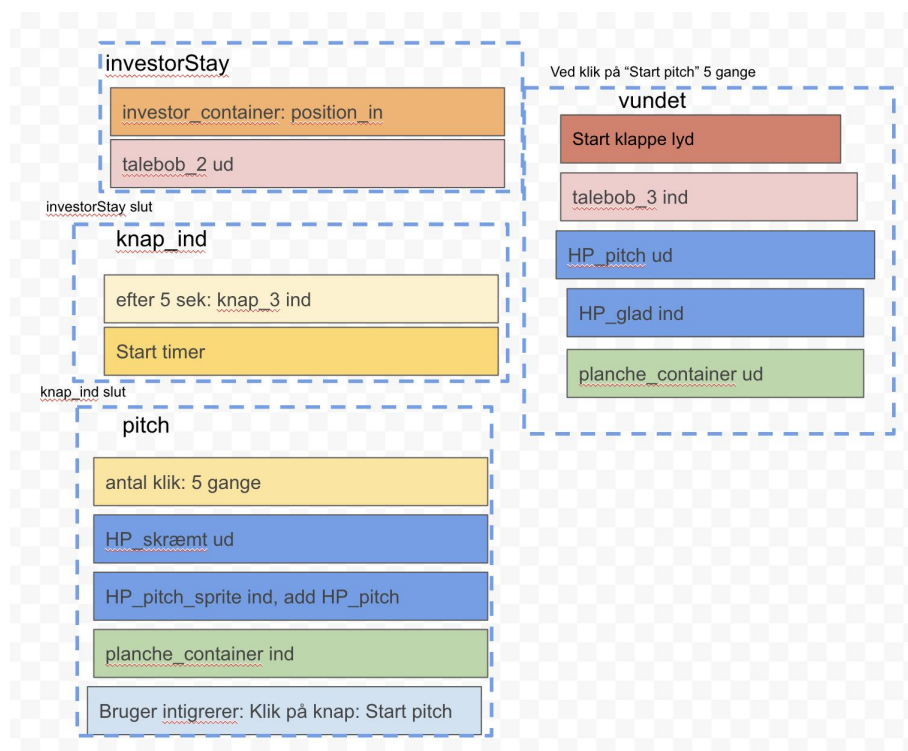 investorStay
investor_container: position_in
talebob_2 ud
investorStay slut
knap_ind
efter 5 sek: knap_3 ind
Start timer
knap_ind slut
pitch
antal klik: 5 gange
HP_skræmt ud
HP_pitch_sprite ind, add HP_pitch
planche_container ind
Bruger intigrerer: Klik på knap: Start pitch
Ved klik på “Start pitch” 5 gange
vundet
Start klappe lyd
talebob_3 ind
HP_pitch ud
HP_glad ind
planche_container ud